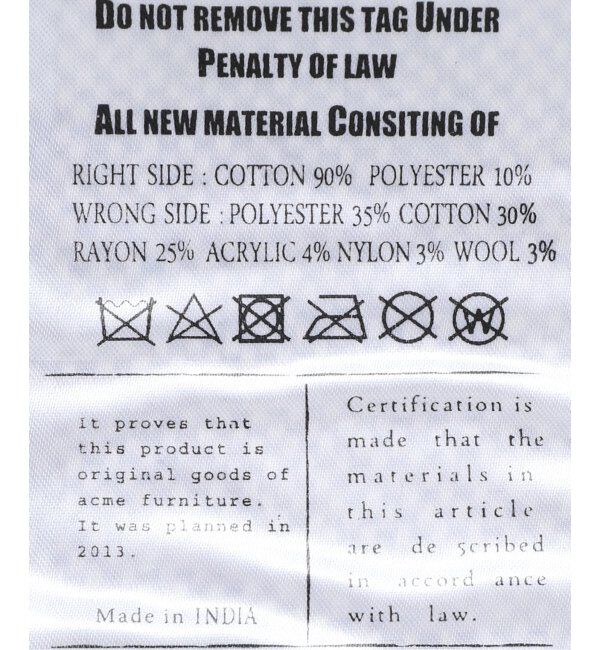 DO NOT REMOVE THIS TAG UNDER
PENALTY OF LAW
ALL NEW MATERIAL CONSITING OF
RIGHT SIDE : COTTON 90% POLYESTER 10%
WRONG SIDE : POLYESTER 35% COTTON 30%
RAYON 25% ACRYLIC 4% NYLON 3% WOOL 3%
W
It proves that
this product is
original goods of
acme furniture.
It was planned in
2013.
Made in INDIA
Certification is
made that the
materials in
this article
are de scribed
in accord ance
with law.